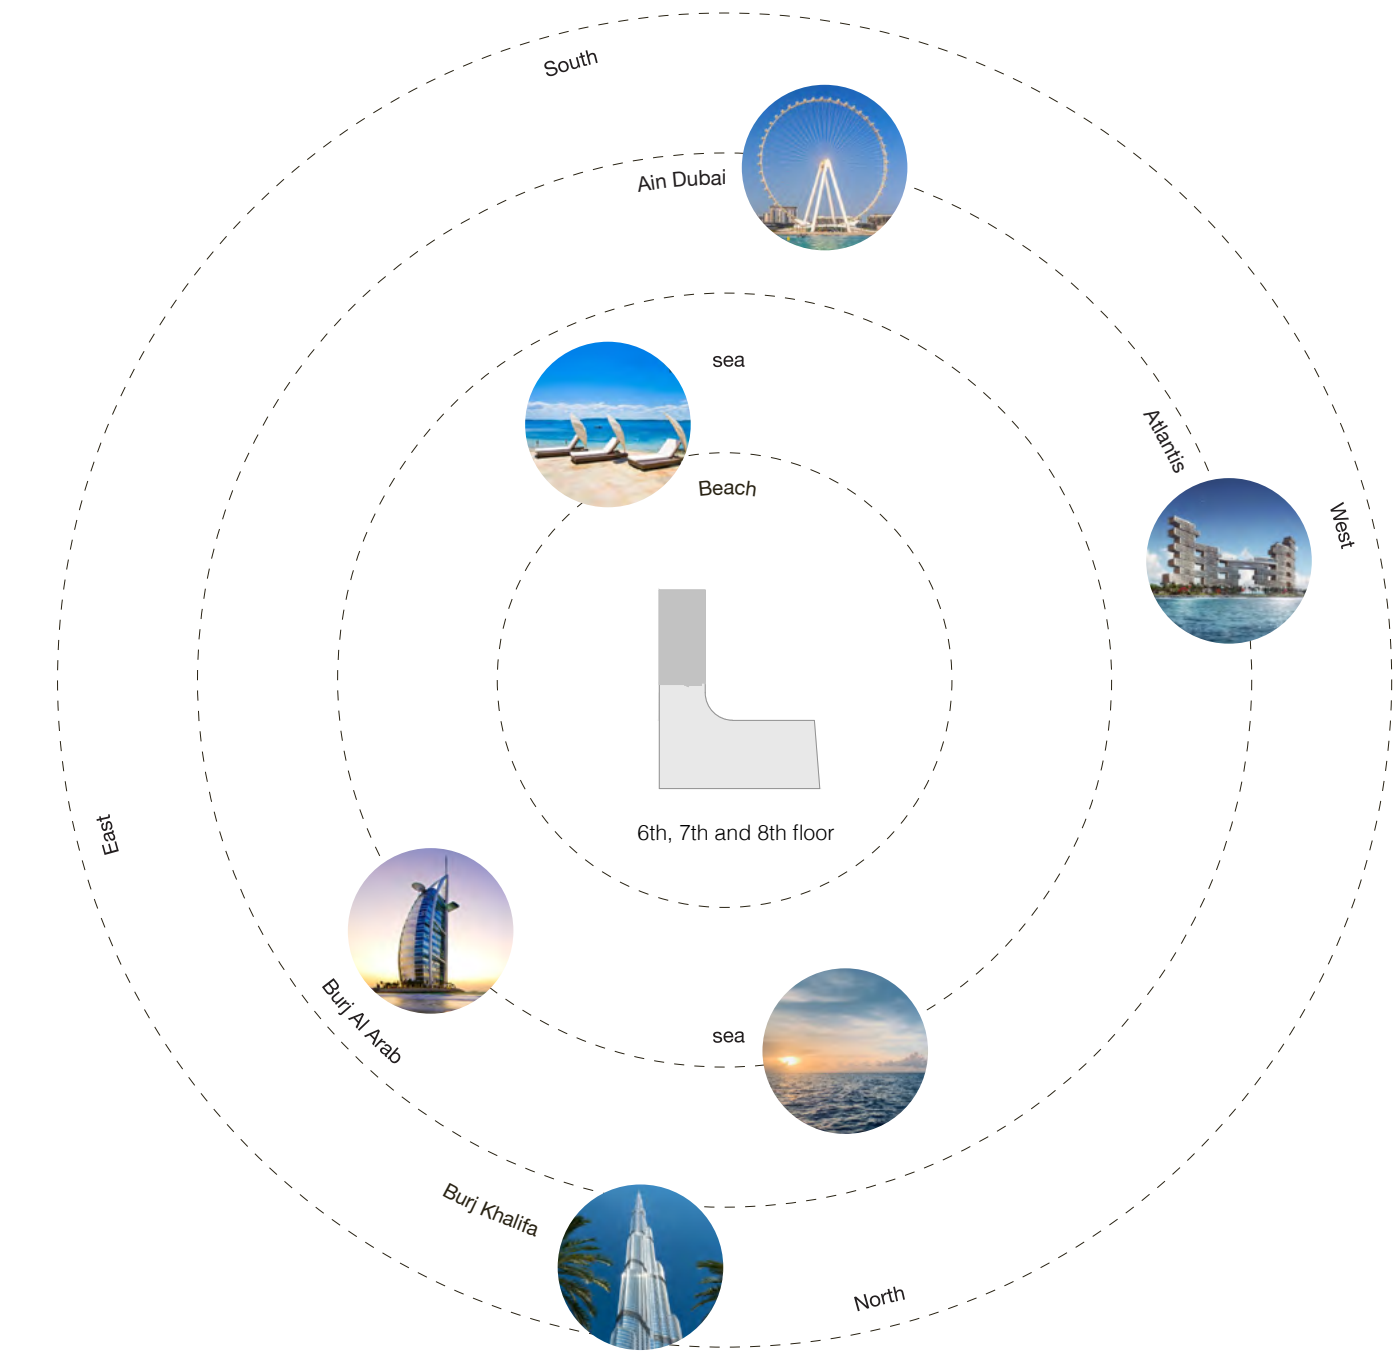 South
Ain Dubai
sea
Atlantis
Beach
West
East
6th, 7th and 8th floor
Burj Al Arab
sea
Burj Khalifa
North